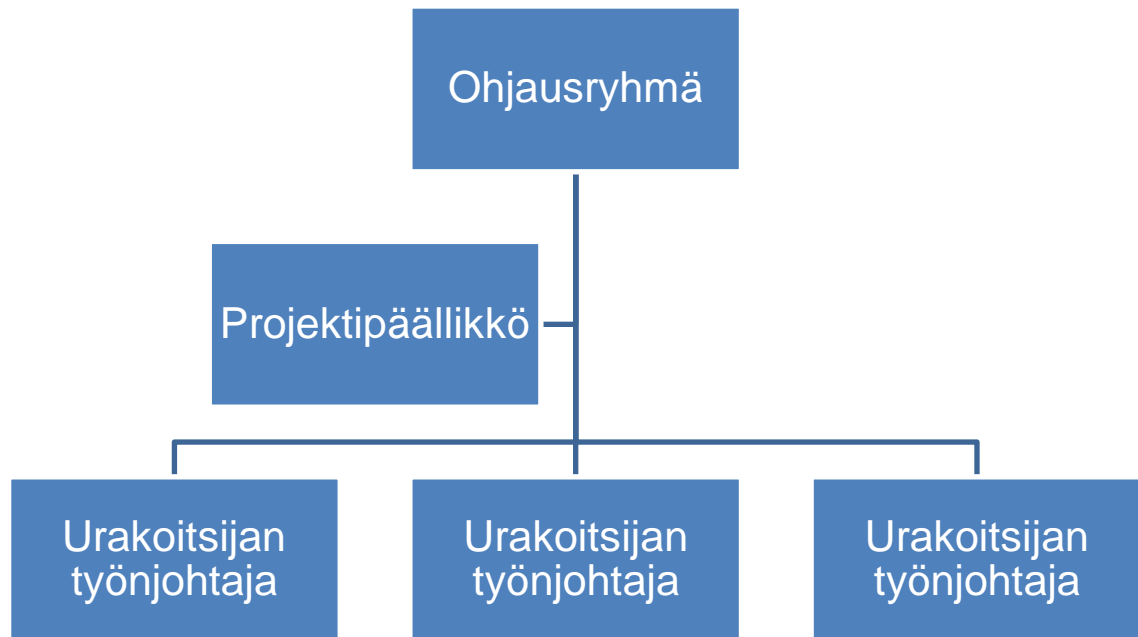 Ohjausryhmä
Projektipäällikkö
Urakoitsijan
työnjohtaja
Urakoitsijan
työnjohtaja
Urakoitsijan
työnjohtaja